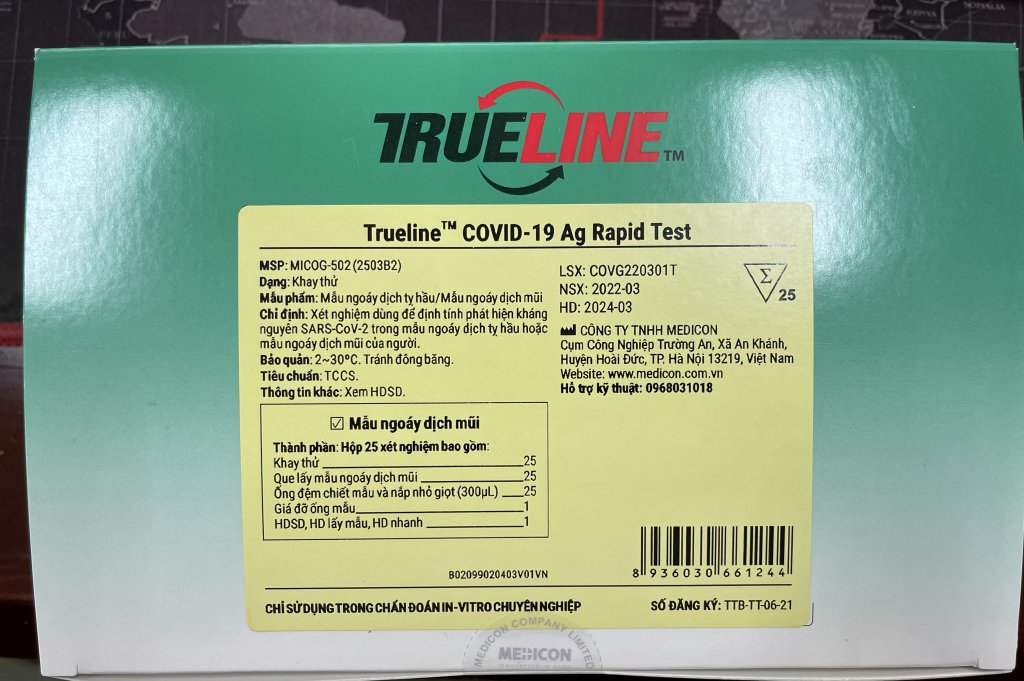 TRUELINE™
Trueline™ COVID-19 Ag Rapid Test
MSP: MICOG-502 (2503B2)
Dạng: Khay thử
Mẫu phẩm: Mẫu ngoáy dịch tỵ hầu/Mẫu ngoáy dịch mũi
Chỉ định: Xét nghiệm dùng để định tính phát hiện kháng
nguyên SARS-CoV-2 trong mẫu ngoáy dịch tỵ hầu hoặc
mẫu ngoáy dịch mũi của người.
Bảo quản: 2~30ºC. Tránh đông băng.
Tiêu chuẩn: TCCS.
Thông tin khác: Xem HDSD.
LSX: COVG220301T
NSX: 2022-03
HD: 2024-03
Σ 25
CÔNG TY TNHH MEDICON
Cụm Công Nghiệp Trường An, Xã An Khánh,
Huyện Hoài Đức, TP. Hà Nội 13219, Việt Nam
Website: www.medicon.com.vn
Hỗ trợ kỹ thuật: 0968031018
☑ Mẫu ngoáy dịch mũi
Thành phần: Hộp 25 xét nghiệm bao gồm:
Khay thử 25
Que lấy mẫu ngoáy dịch mũi 25
Ống đệm chiết mẫu và nắp nhỏ giọt (300µL) 25
Giá đỡ ống mẫu 1
HDSD, HD lấy mẫu, HD nhanh 1
B02099020403V01VN
8 936030 661244
CHỈ SỬ DỤNG TRONG CHẨN ĐOÁN IN-VITRO CHUYÊN NGHIỆP
SỐ ĐĂNG KÝ: TTB-TT-06-21
MEDICON COMPANY LIMITED
MEDICON